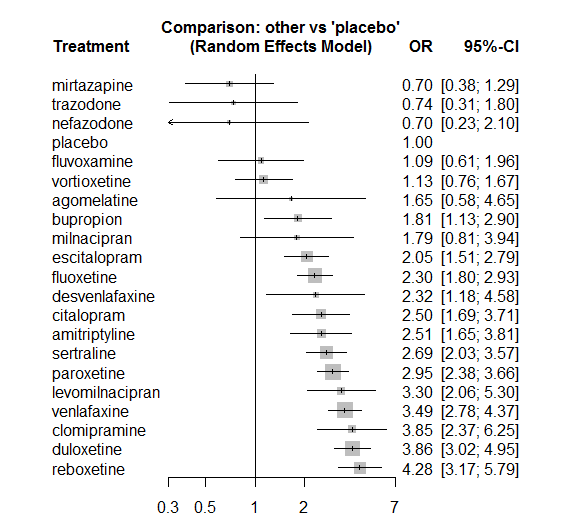 Comparison: other vs 'placebo'
Treatment (Random Effects Model) OR 95%-CI
mirtazapine 0.70 [0.38; 1.29]
trazodone 0.74 [0.31; 1.80]
nefazodone 0.70 [0.23; 2.10]
placebo 1.00
fluvoxamine 1.09 [0.61; 1.96]
vortioxetine 1.13 [0.76; 1.67]
agomelatine 1.65 [0.58; 4.65]
bupropion 1.81 [1.13; 2.90]
milnacipran 1.79 [0.81; 3.94]
escitalopram 2.05 [1.51; 2.79]
fluoxetine 2.30 [1.80; 2.93]
desvenlafaxine 2.32 [1.18; 4.58]
citalopram 2.50 [1.69; 3.71]
amitriptyline 2.51 [1.65; 3.81]
sertraline 2.69 [2.03; 3.57]
paroxetine 2.95 [2.38; 3.66]
levomilnacipran 3.30 [2.06; 5.30]
venlafaxine 3.49 [2.78; 4.37]
clomipramine 3.85 [2.37; 6.25]
duloxetine 3.86 [3.02; 4.95]
reboxetine 4.28 [3.17; 5.79]
0.3 0.5 1 2 7